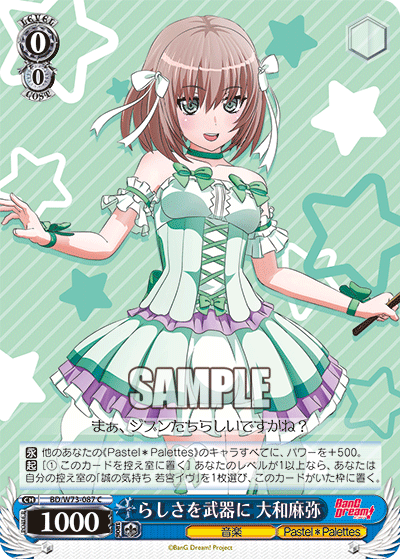 LEVEL
0
0
COST
SAMPLE
まぁ、ジブンたちらしいですかね?
永 他のあなたの《Pastel*Palettes》のキャラすべてに、パワーを+500。
起 [① このカードを控え室に置く] あなたのレベルが1以上なら、あなたは
自分の控え室の「誠の気持ち 若宮イヴ」を1枚選び、このカードがいた枠に置く。
CH BD/W73-087 C
らしさを武器に 大和麻弥
BanG Dream!
1000
音楽
Pastel*Palettes
©BanG Dream! Project